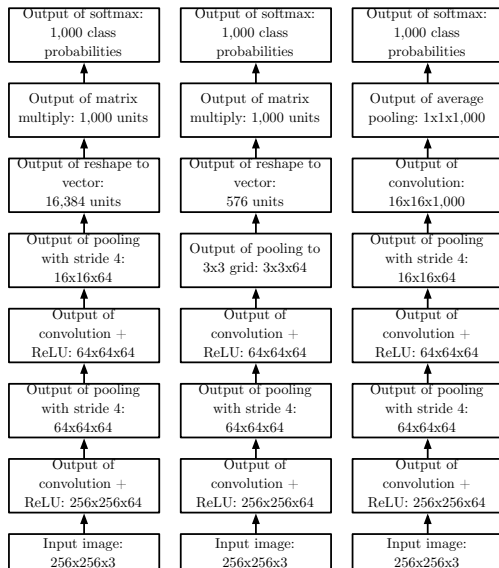 Output of softmax:
1,000 class
probabilities
Output of matrix
multiply: 1,000 units
Output of reshape to
vector:
16,384 units
Output of pooling
with stride 4:
16x16x64
Output of
convolution +
ReLU: 64x64x64
Output of pooling
with stride 4:
64x64x64
Output of
convolution +
ReLU: 256x256x64
Input image:
256x256x3
Output of softmax:
1,000 class
probabilities
Output of matrix
multiply: 1,000 units
Output of reshape to
vector:
576 units
Output of pooling to
3x3 grid: 3x3x64
Output of
convolution +
ReLU: 64x64x64
Output of pooling
with stride 4:
64x64x64
Output of
convolution +
ReLU: 256x256x64
Input image:
256x256x3
Output of softmax:
1,000 class
probabilities
Output of average
pooling: 1x1x1,000
Output of
convolution:
16x16x1,000
Output of pooling
with stride 4:
16x16x64
Output of
convolution +
ReLU: 64x64x64
Output of pooling
with stride 4:
64x64x64
Output of
convolution +
ReLU: 256x256x64
Input image:
256x256x3